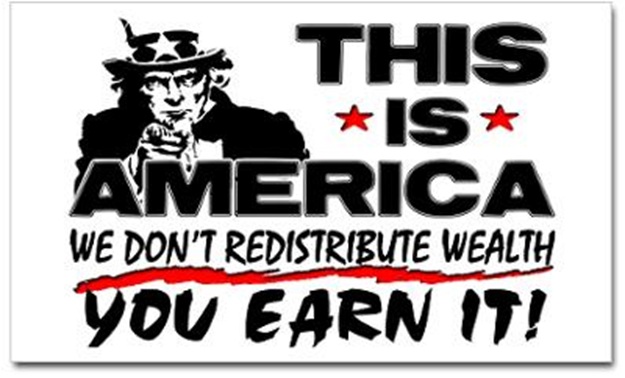 THIS
IS
AMERICA
WE DON'T REDISTRIBUTE WEALTH
YOU EARN IT!